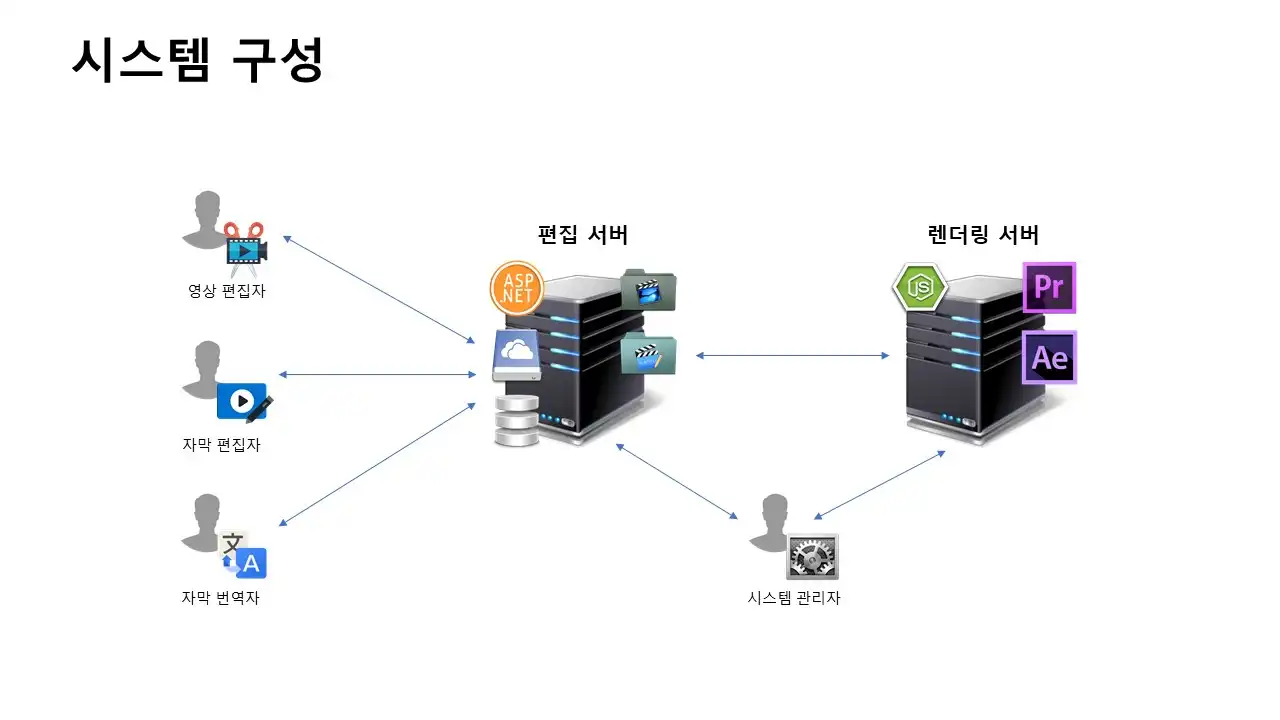 시스템 구성
편집 서버
렌더링 서버
ASP
.NET
JS
Pr
Ae
영상 편집자
자막 편집자
文
A
자막 번역자
시스템 관리자